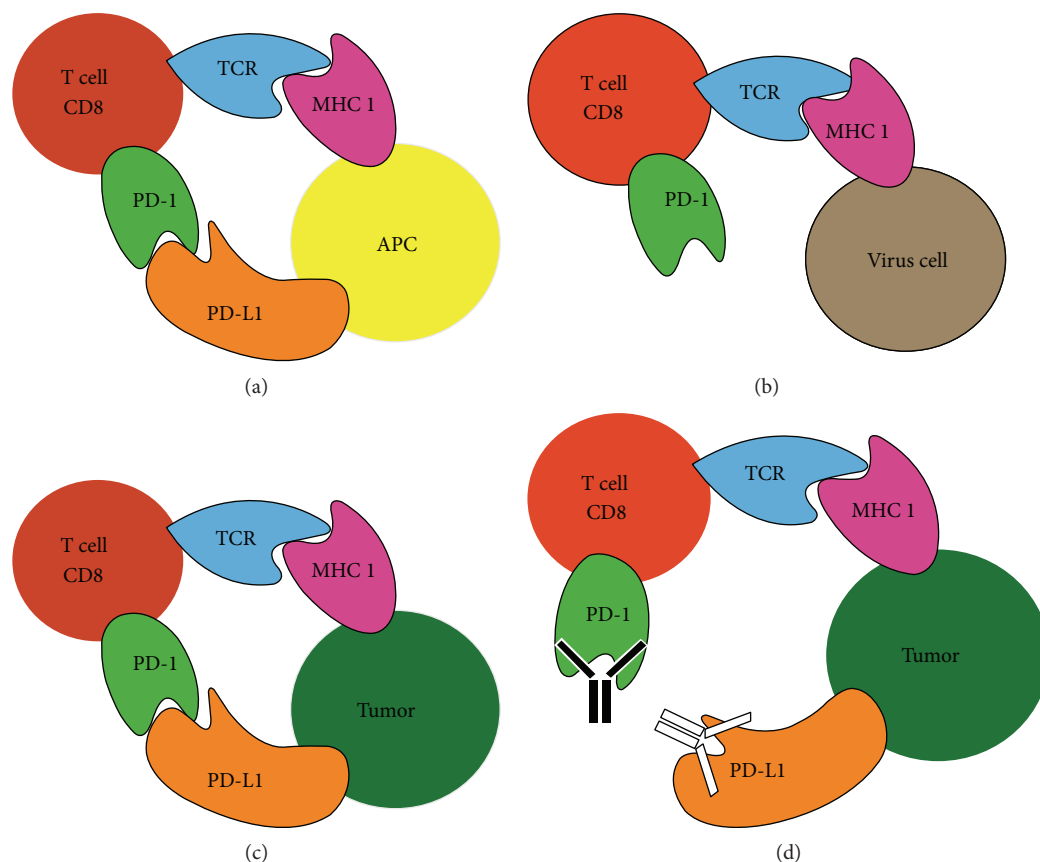 T cell
CD8
TCR
MHC 1
PD-1
APC
PD-L1
(a)
T cell
CD8
TCR
MHC 1
PD-1
Virus cell
(b)
T cell
CD8
TCR
MHC 1
PD-1
Tumor
PD-L1
(c)
T cell
CD8
TCR
MHC 1
PD-1
Tumor
PD-L1
(d)